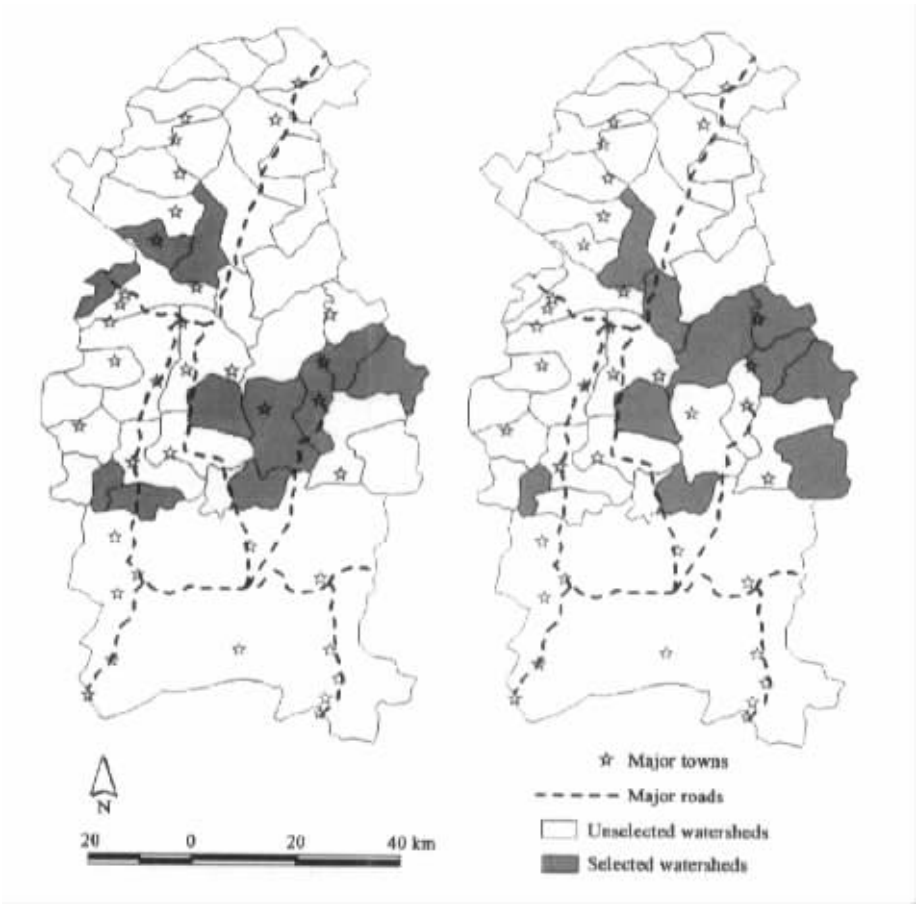 Major towns
N
Major roads
20 0 20 40 km
Unselected watersheds
Selected watersheds